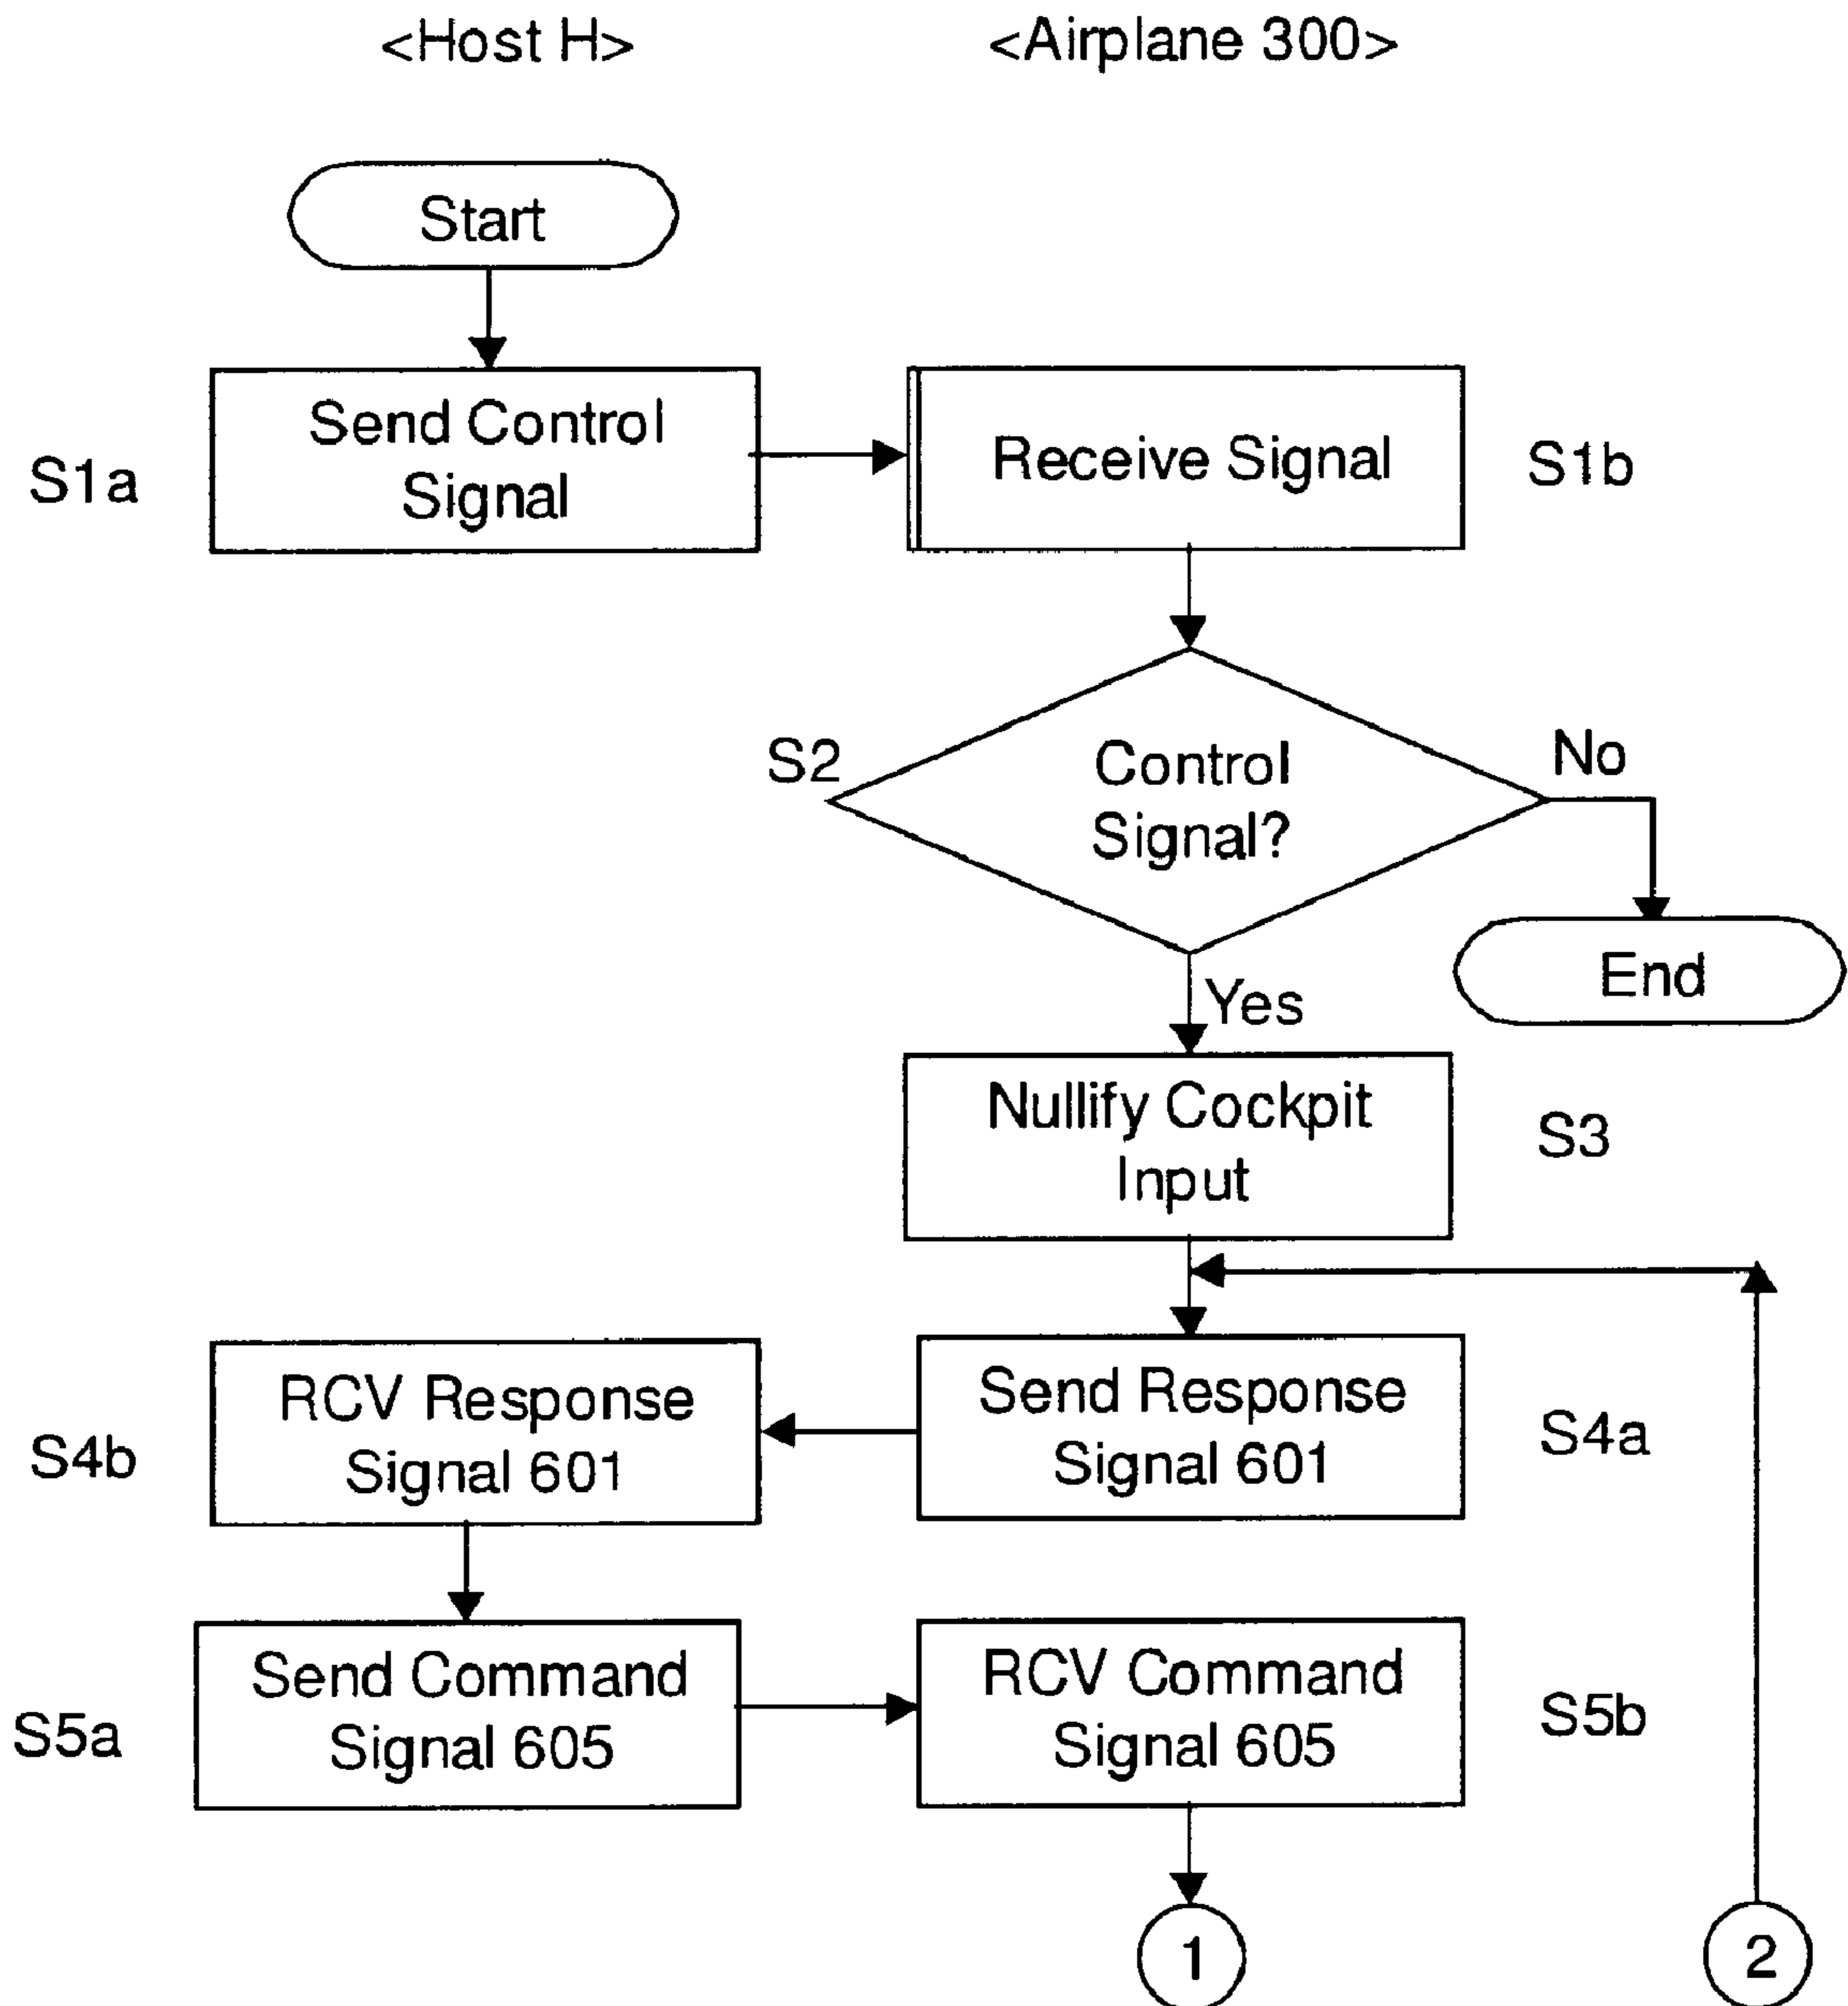 <Host H>
<Airplane 300>
Start
Send Control
Signal
S1a
Receive Signal
S1b
S2
Control
Signal?
No
End
Yes
Nullify Cockpit
Input
S3
RCV Response
Signal 601
S4b
Send Response
Signal 601
S4a
Send Command
Signal 605
S5a
RCV Command
Signal 605
S5b
1
2